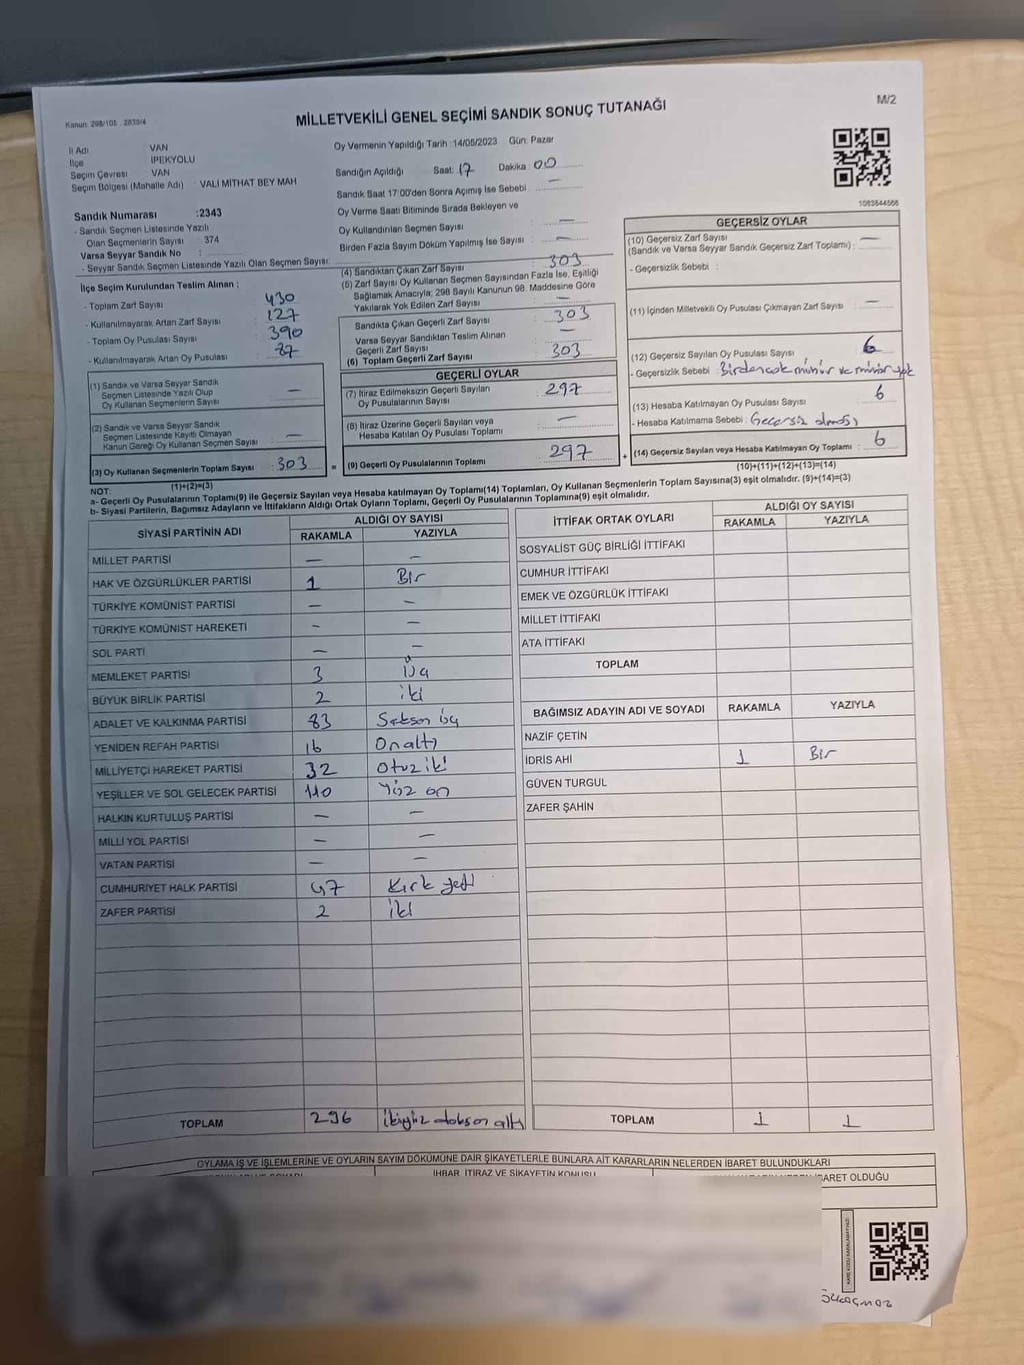 Kanun: 298/105 . 2839/4
MİLLETVEKİLİ GENEL SEÇİMİ SANDIK SONUÇ TUTANAĞI
M/2
İl Adı VAN
İlçe İPEKYOLU
Seçim Çevresi VAN
Seçim Bölgesi (Mahalle Adı) VALİ MİTHAT BEY MAH
Sandık Numarası :2343
- Sandık Seçmen Listesinde Yazılı
Olan Seçmenlerin Sayısı : 374
Varsa Seyyar Sandık No :
- Seyyar Sandık Seçmen Listesinde Yazılı Olan Seçmen Sayısı:
Oy Vermenin Yapıldığı Tarih :14/05/2023 Gün: Pazar
Sandığın Açıldığı Saat: 17 Dakika : 00
Sandık Saat 17:00'den Sonra Açılmış İse Sebebi : —
Oy Verme Saati Bitiminde Sırada Bekleyen ve
Oy Kullandırılan Seçmen Sayısı : —
Birden Fazla Sayım Döküm Yapılmış İse Sayısı : —
1083844566
İlçe Seçim Kurulundan Teslim Alınan :
- Toplam Zarf Sayısı : 430
- Kullanılmayarak Artan Zarf Sayısı : 127
- Toplam Oy Pusulası Sayısı : 390
- Kullanılmayarak Artan Oy Pusulası : 87
(1) Sandık ve Varsa Seyyar Sandık
Seçmen Listesinde Yazılı Olup
Oy Kullanan Seçmenlerin Sayısı —
(2) Sandık ve Varsa Seyyar Sandık
Seçmen Listesinde Kayıtlı Olmayan
Kanun Gereği Oy Kullanan Seçmen Sayısı —
(3) Oy Kullanan Seçmenlerin Toplam Sayısı : 303 =
(1)+(2)=(3)
(4) Sandıktan Çıkan Zarf Sayısı : 303
(5) Zarf Sayısı Oy Kullanan Seçmen Sayısından Fazla İse, Eşitliği
Sağlamak Amacıyla; 298 Sayılı Kanunun 98. Maddesine Göre
Yakılarak Yok Edilen Zarf Sayısı : —
Sandıkta Çıkan Geçerli Zarf Sayısı : 303
Varsa Seyyar Sandıktan Teslim Alınan
Geçerli Zarf Sayısı : —
(6) Toplam Geçerli Zarf Sayısı : 303
GEÇERLİ OYLAR
(7) İtiraz Edilmeksizin Geçerli Sayılan
Oy Pusulalarının Sayısı : 297
(8) İtiraz Üzerine Geçerli Sayılan veya
Hesaba Katılan Oy Pusulası Toplamı : —
(9) Geçerli Oy Pusulalarının Toplamı : 297 +
GEÇERSİZ OYLAR
(10) Geçersiz Zarf Sayısı
(Sandık ve Varsa Seyyar Sandık Geçersiz Zarf Toplamı) : —
- Geçersizlik Sebebi :
(11) İçinden Milletvekili Oy Pusulası Çıkmayan Zarf Sayısı : —
(12) Geçersiz Sayılan Oy Pusulası Sayısı : 6
- Geçersizlik Sebebi : Birden çok mühür ve mühür yok
(13) Hesaba Katılmayan Oy Pusulası Sayısı : 6
- Hesaba Katılmama Sebebi : Geçersiz olması
(14) Geçersiz Sayılan veya Hesaba Katılmayan Oy Toplamı : 6
(10)+(11)+(12)+(13)=(14)
NOT:
a- Geçerli Oy Pusulalarının Toplamı(9) ile Geçersiz Sayılan veya Hesaba katılmayan Oy Toplamı(14) Toplamları, Oy Kullanan Seçmenlerin Toplam Sayısına(3) eşit olmalıdır. (9)+(14)=(3)
b- Siyasi Partilerin, Bağımsız Adayların ve İttifakların Aldığı Ortak Oyların Toplamı, Geçerli Oy Pusulalarının Toplamına(9) eşit olmalıdır.
SİYASİ PARTİNİN ADI ALDIĞI OY SAYISI
RAKAMLA YAZIYLA
MİLLET PARTİSİ — —
HAK VE ÖZGÜRLÜKLER PARTİSİ 1 Bir
TÜRKİYE KOMÜNİST PARTİSİ — —
TÜRKİYE KOMÜNİST HAREKETİ — —
SOL PARTİ — —
MEMLEKET PARTİSİ 3 Üç
BÜYÜK BİRLİK PARTİSİ 2 iki
ADALET VE KALKINMA PARTİSİ 83 Seksen üç
YENİDEN REFAH PARTİSİ 16 Onaltı
MİLLİYETÇİ HAREKET PARTİSİ 32 Otuz iki
YEŞİLLER VE SOL GELECEK PARTİSİ 110 Yüz on
HALKIN KURTULUŞ PARTİSİ — —
MİLLİ YOL PARTİSİ — —
VATAN PARTİSİ — —
CUMHURİYET HALK PARTİSİ 47 Kırk yedi
ZAFER PARTİSİ 2 iki
TOPLAM 296 ikiyüz doksan altı
İTTİFAK ORTAK OYLARI ALDIĞI OY SAYISI
RAKAMLA YAZIYLA
SOSYALİST GÜÇ BİRLİĞİ İTTİFAKI
CUMHUR İTTİFAKI
EMEK VE ÖZGÜRLÜK İTTİFAKI
MİLLET İTTİFAKI
ATA İTTİFAKI
TOPLAM
BAĞIMSIZ ADAYIN ADI VE SOYADI RAKAMLA YAZIYLA
NAZİF ÇETİN
İDRİS AHİ 1 Bir
GÜVEN TURGUL
ZAFER ŞAHİN
TOPLAM 1 1
OYLAMA İŞ VE İŞLEMLERİNE VE OYLARIN SAYIM DÖKÜMÜNE DAİR ŞİKAYETLERLE BUNLARA AİT KARARLARIN NELERDEN İBARET BULUNDUKLARI
İHBAR, İTİRAZ VE ŞİKAYETİN KONUSU
İBARET OLDUĞU